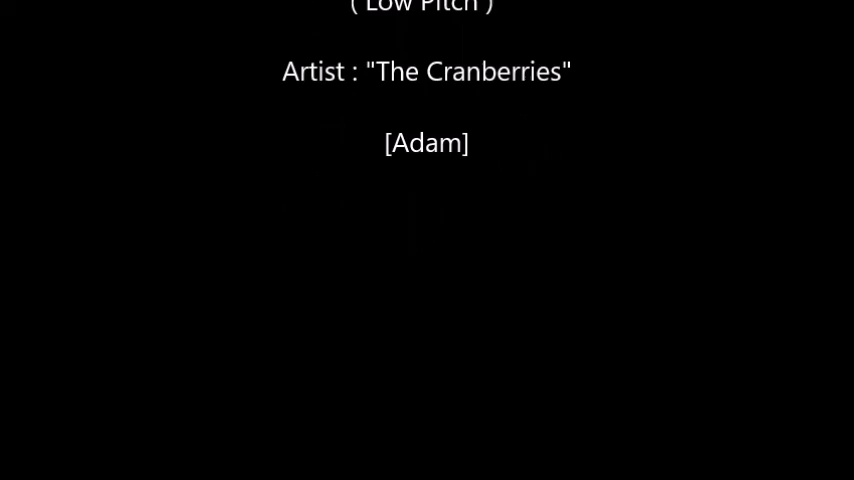 ( Low Pitch )
Artist : "The Cranberries"
[Adam]